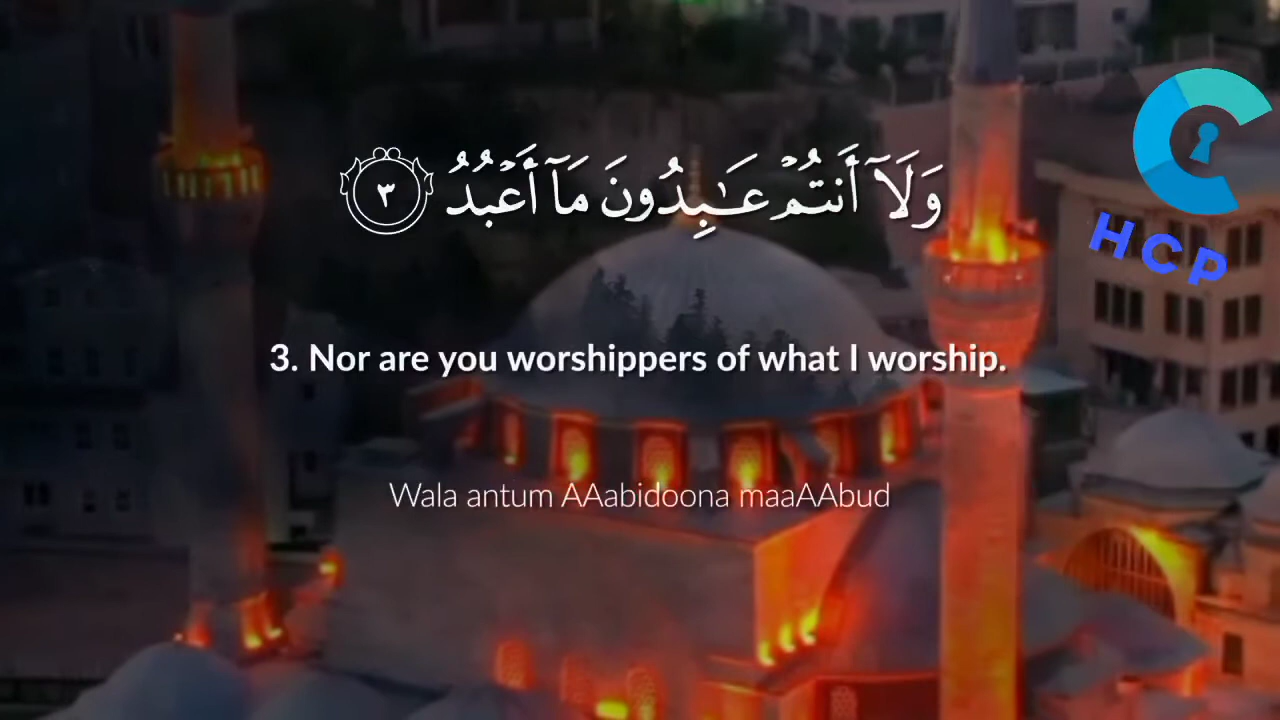 وَلَآ أَنتُمْ عَـٰبِدُونَ مَآ أَعْبُدُ ٣
HCP
3. Nor are you worshippers of what I worship.
Wala antum AAabidoona maaAAbud